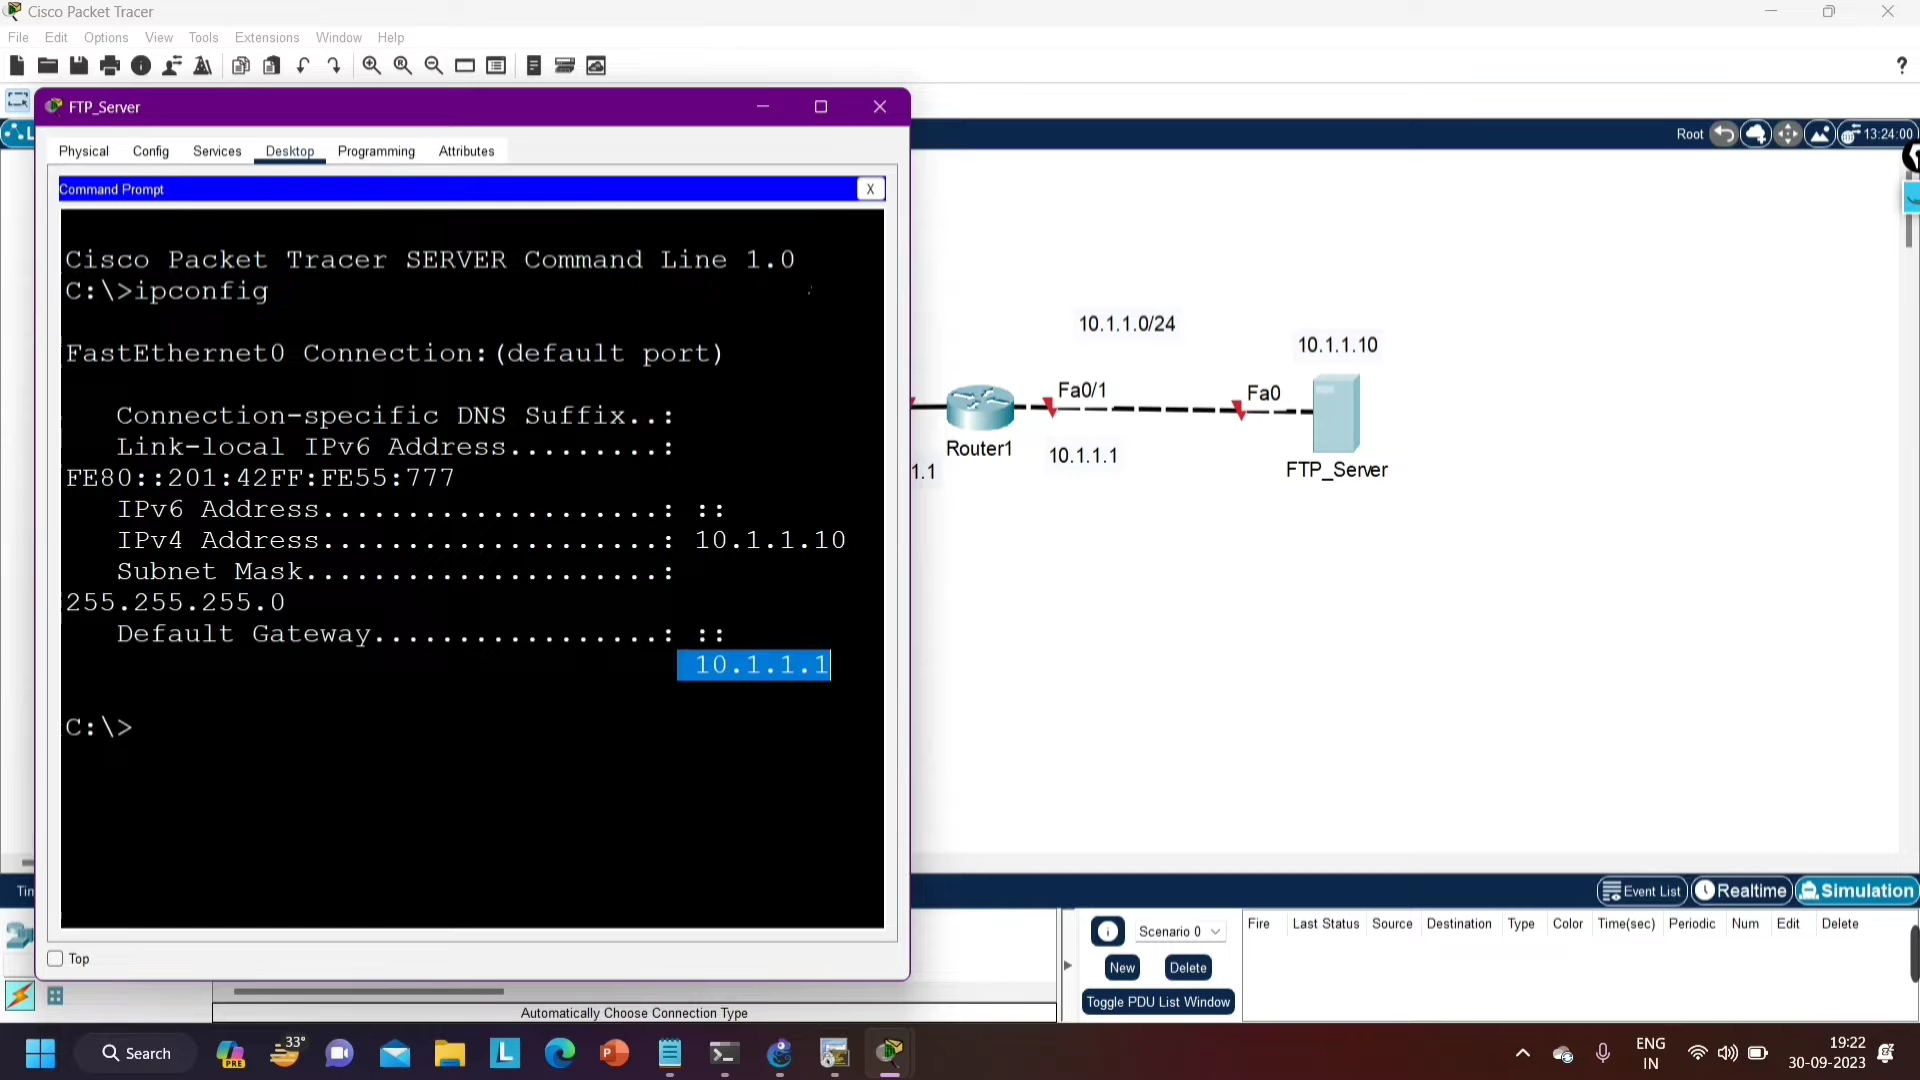 Cisco Packet Tracer
File Edit Options View Tools Extensions Window Help
?
FTP_Server
Physical Config Services Desktop Programming Attributes
Root 13:24:00
Command Prompt X
Cisco Packet Tracer SERVER Command Line 1.0
C:\>ipconfig
FastEthernet0 Connection:(default port)
Connection-specific DNS Suffix..:
Link-local IPv6 Address.........:
FE80::201:42FF:FE55:777
IPv6 Address....................: ::
IPv4 Address....................: 10.1.1.10
Subnet Mask.....................:
255.255.255.0
Default Gateway.................: ::
10.1.1.1
C:\>
Top
10.1.1.0/24
10.1.1.10
Fa0/1
Fa0
Router1
10.1.1.1
FTP_Server
1.1
Event List Realtime Simulation
Scenario 0
New Delete
Toggle PDU List Window
Fire Last Status Source Destination Type Color Time(sec) Periodic Num Edit Delete
Automatically Choose Connection Type
Search
PRE
33°
L
ENG
IN
19:22
30-09-2023